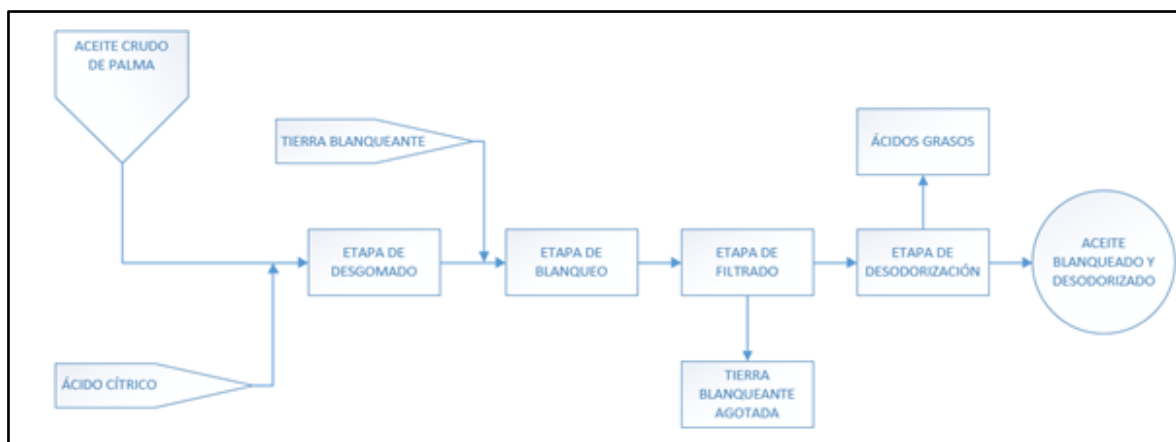 ACEITE CRUDO
DE PALMA
TIERRA BLANQUEANTE
ÁCIDOS GRASOS
ETAPA DE
DESGOMADO
ETAPA DE
BLANQUEO
ETAPA DE
FILTRADO
ETAPA DE
DESODORIZACIÓN
ACEITE
BLANQUEADO Y
DESODORIZADO
ÁCIDO CÍTRICO
TIERRA
BLANQUEANTE
AGOTADA